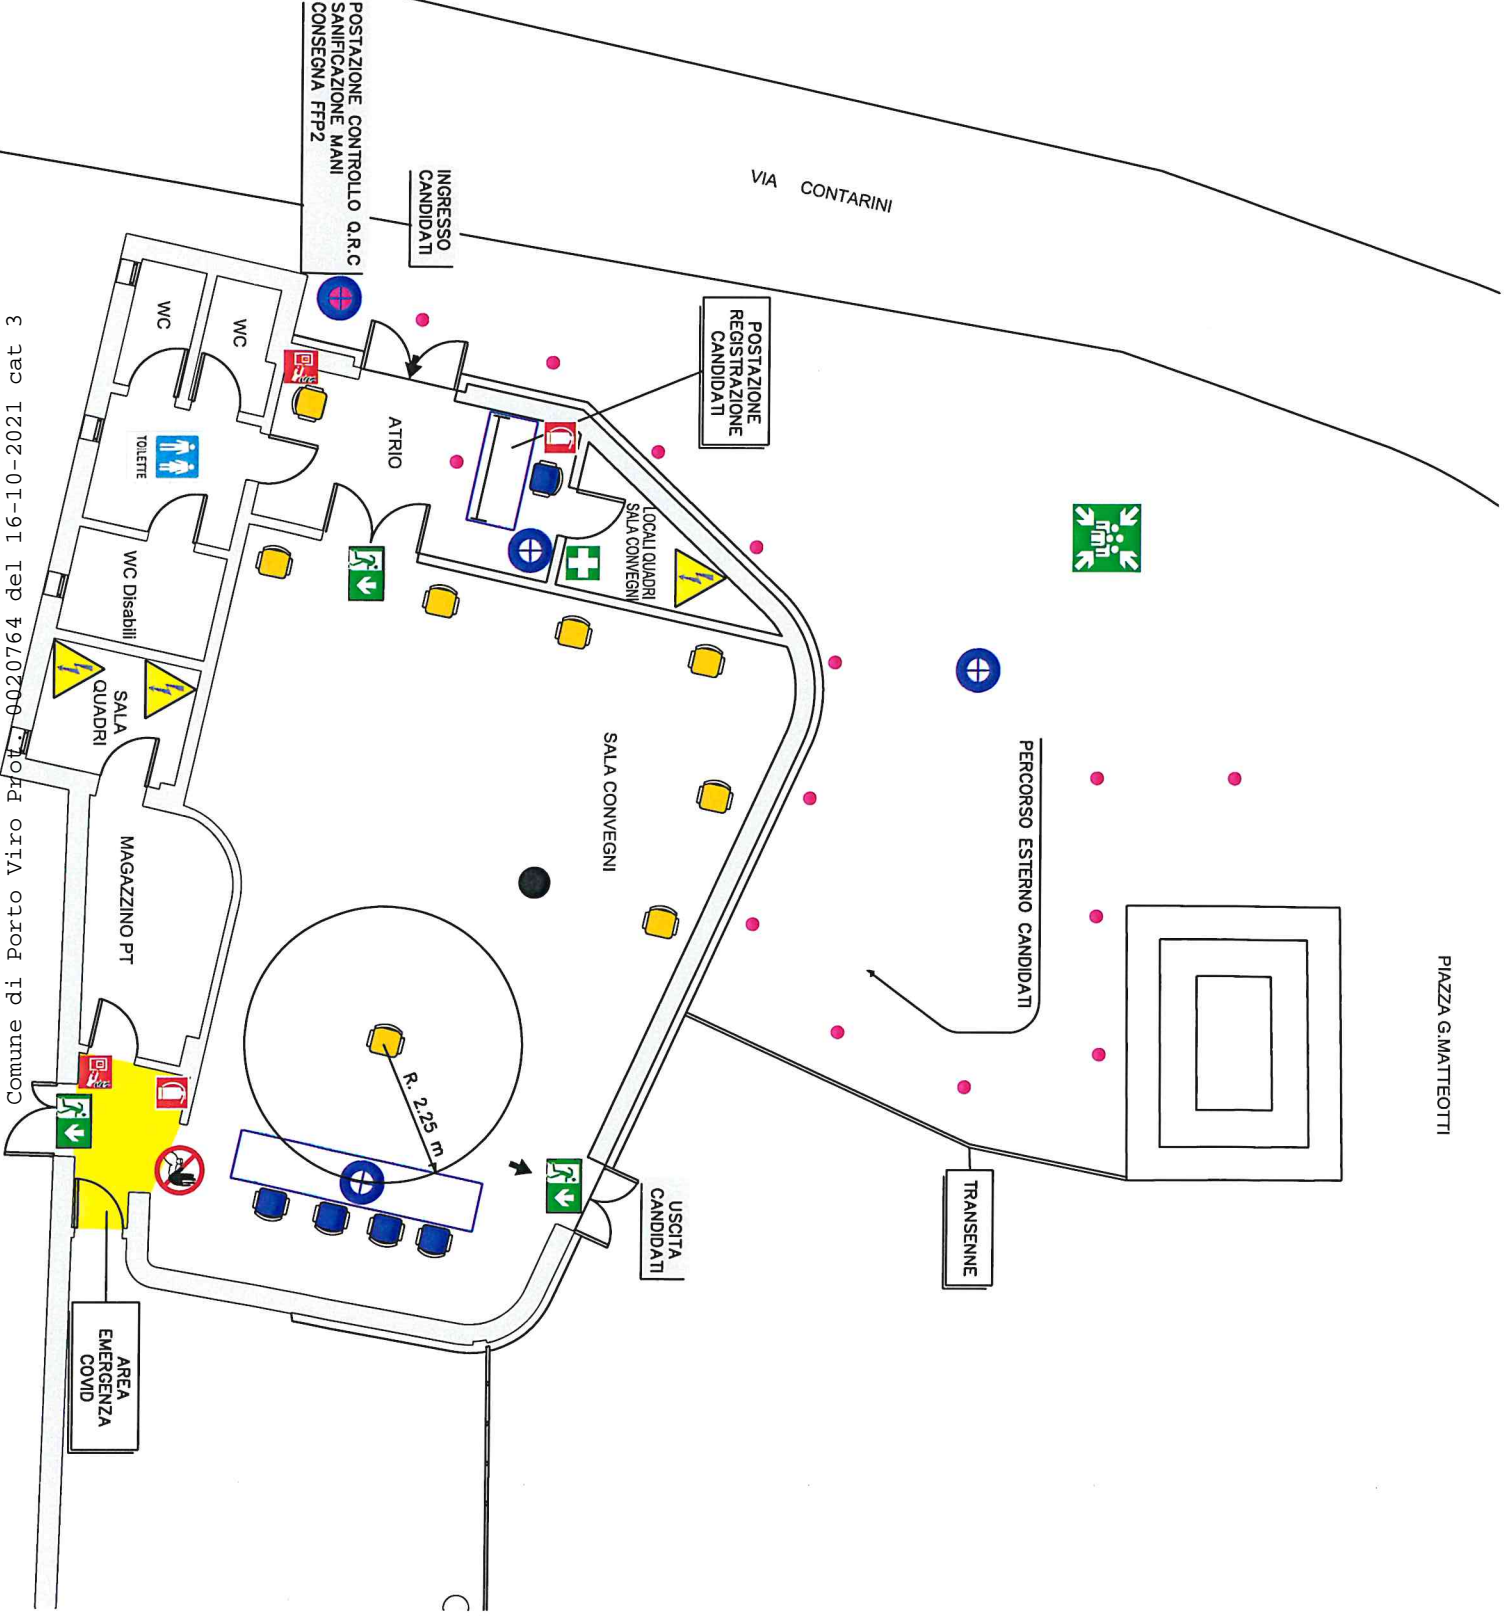 POSTAZIONE CONTROLLO Q.R.C
SANIFICAZIONE MANI
CONSEGNA FFP2
INGRESSO
CANDIDATI
VIA CONTARINI
POSTAZIONE
REGISTRAZIONE
CANDIDATI
WC
WC
ATRIO
TOILETTE
LOCALI QUADRI
SALA CONVEGNI
WC Disabili
SALA
QUADRI
SALA CONVEGNI
PERCORSO ESTERNO CANDIDATI
PIAZZA G.MATTEOTTI
MAGAZZINO PT
R. 2.25 m
USCITA
CANDIDATI
TRANSENNE
AREA
EMERGENZA
COVID
Comune di Porto Viro Prot. 0020764 del 16-10-2021 cat 3